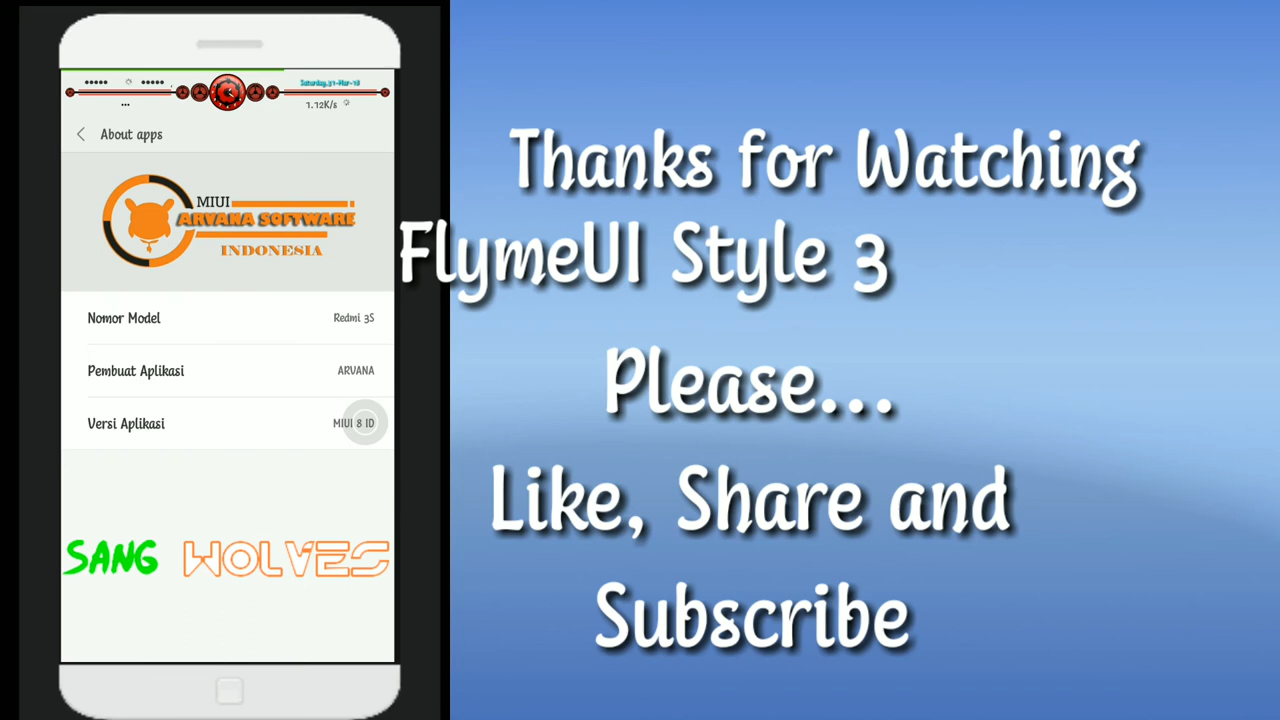 Saturday,31-Mar-18
1.12K/s
About apps
MIUI
ARVANA SOFTWARE
INDONESIA
Nomor Model
Redmi 3S
Pembuat Aplikasi
ARVANA
Versi Aplikasi
MIUI 8 ID
SANG WOLVES
Thanks for Watching
FlymeUI Style 3
Please...
Like, Share and
Subscribe